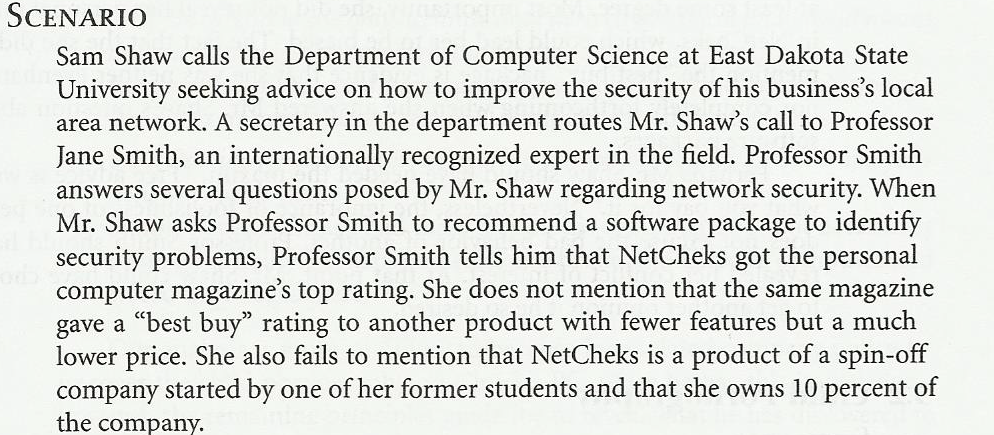 SCENARIO
Sam Shaw calls the Department of Computer Science at East Dakota State
University seeking advice on how to improve the security of his business's local
area network. A secretary in the department routes Mr. Shaw's call to Professor
Jane Smith, an internationally recognized expert in the field. Professor Smith
answers several questions posed by Mr. Shaw regarding network security. When
Mr. Shaw asks Professor Smith to recommend a software package to identify
security problems, Professor Smith tells him that NetCheks got the personal
computer magazine's top rating. She does not mention that the same magazine
gave a "best buy" rating to another product with fewer features but a much
lower price. She also fails to mention that NetCheks is a product of a spin-off
company started by one of her former students and that she owns 10 percent of
the company.